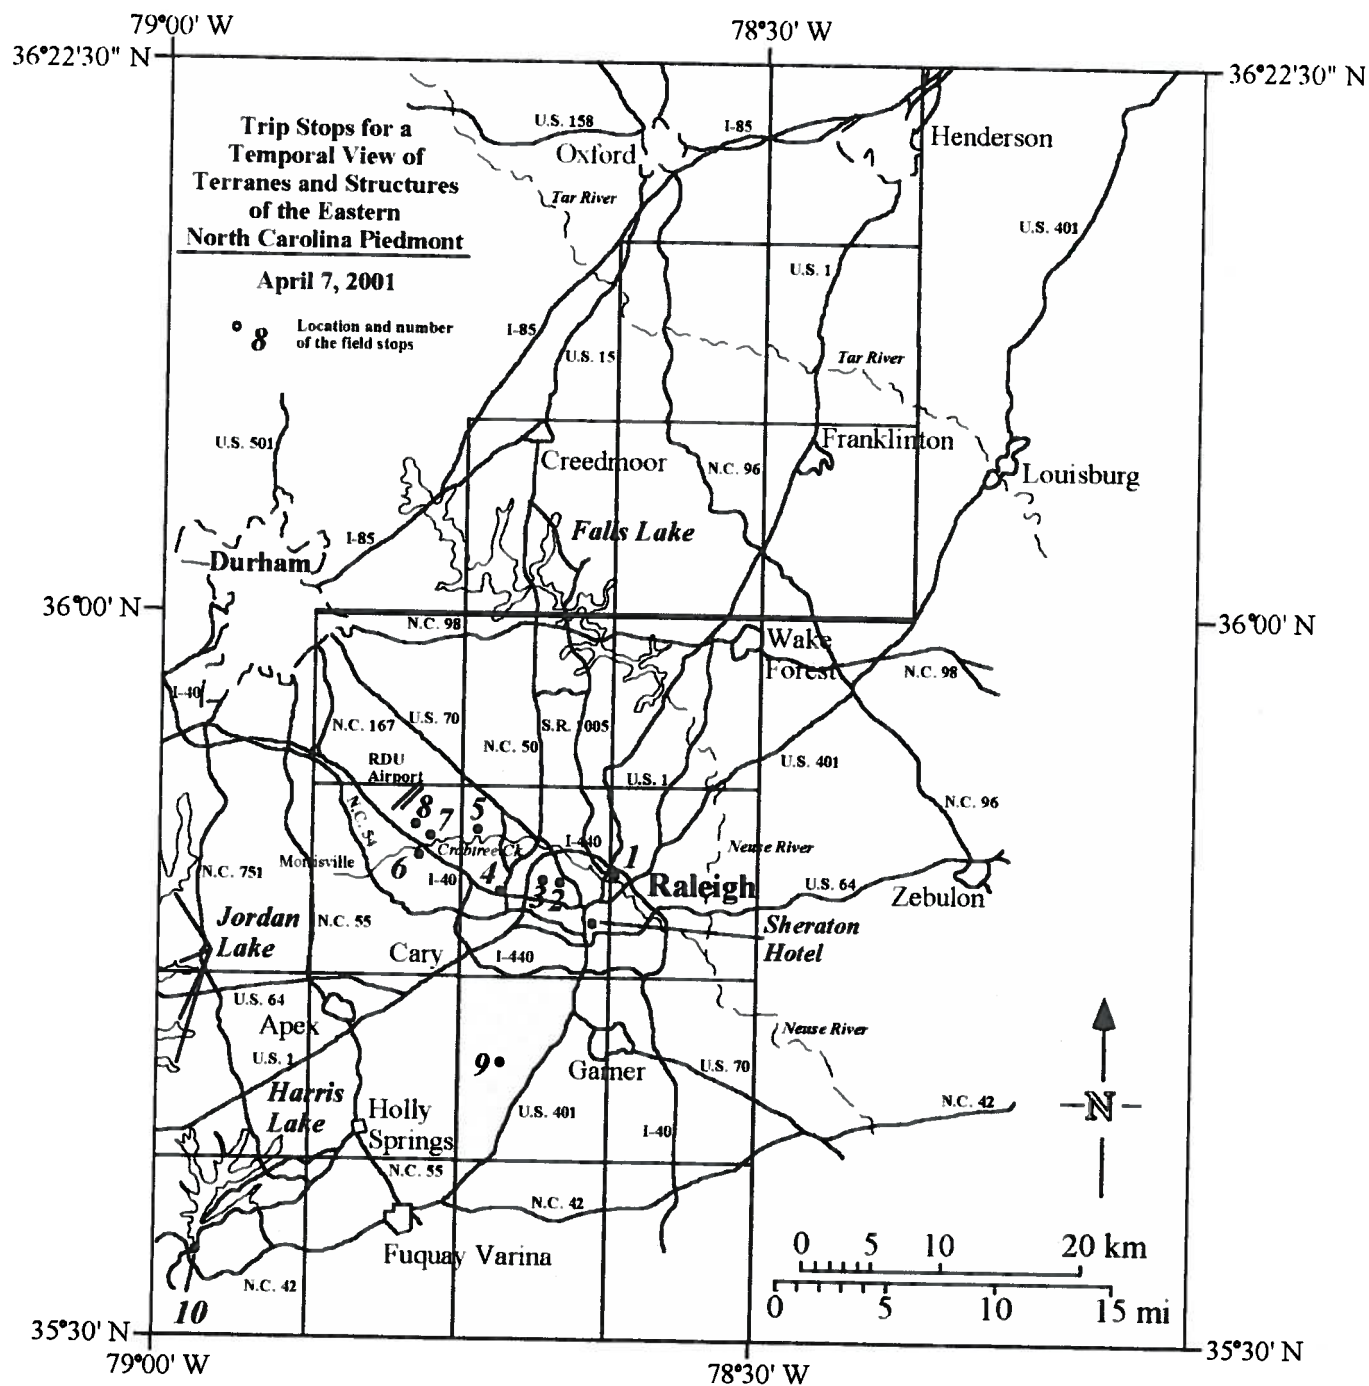 79°00' W
78°30' W
36°22'30" N
36°22'30" N
Trip Stops for a
Temporal View of
Terranes and Structures
of the Eastern
North Carolina Piedmont
April 7, 2001
8 Location and number
of the field stops
U.S. 158
I-85
Oxford
Henderson
Tar River
U.S. 401
U.S. 1
I-85
U.S. 15
Tar River
U.S. 501
Franklinton
Creedmoor
N.C. 96
Louisburg
Falls Lake
I-85
Durham
36°00' N
36°00' N
N.C. 98
Wake
Forest
N.C. 98
I-40
N.C. 167
U.S. 70
S.R. 1005
N.C. 50
RDU
Airport
U.S. 1
U.S. 401
N.C. 96
N.C. 54
8
7
5
I-440
1
Crabtree Ck
Neuse River
Morrisville
6
4
I-40
3
2
Raleigh
U.S. 64
Zebulon
N.C. 751
Jordan
Lake
N.C. 55
Sheraton
Hotel
Cary
I-440
U.S. 64
Apex
Neuse River
U.S. 1
9
Garner
U.S. 70
Harris
Lake
Holly
Springs
U.S. 401
I-40
N.C. 42
N
N.C. 55
N.C. 42
Fuquay Varina
N.C. 42
10
0 5 10 20 km
0 5 10 15 mi
35°30' N
35°30' N
79°00' W
78°30' W